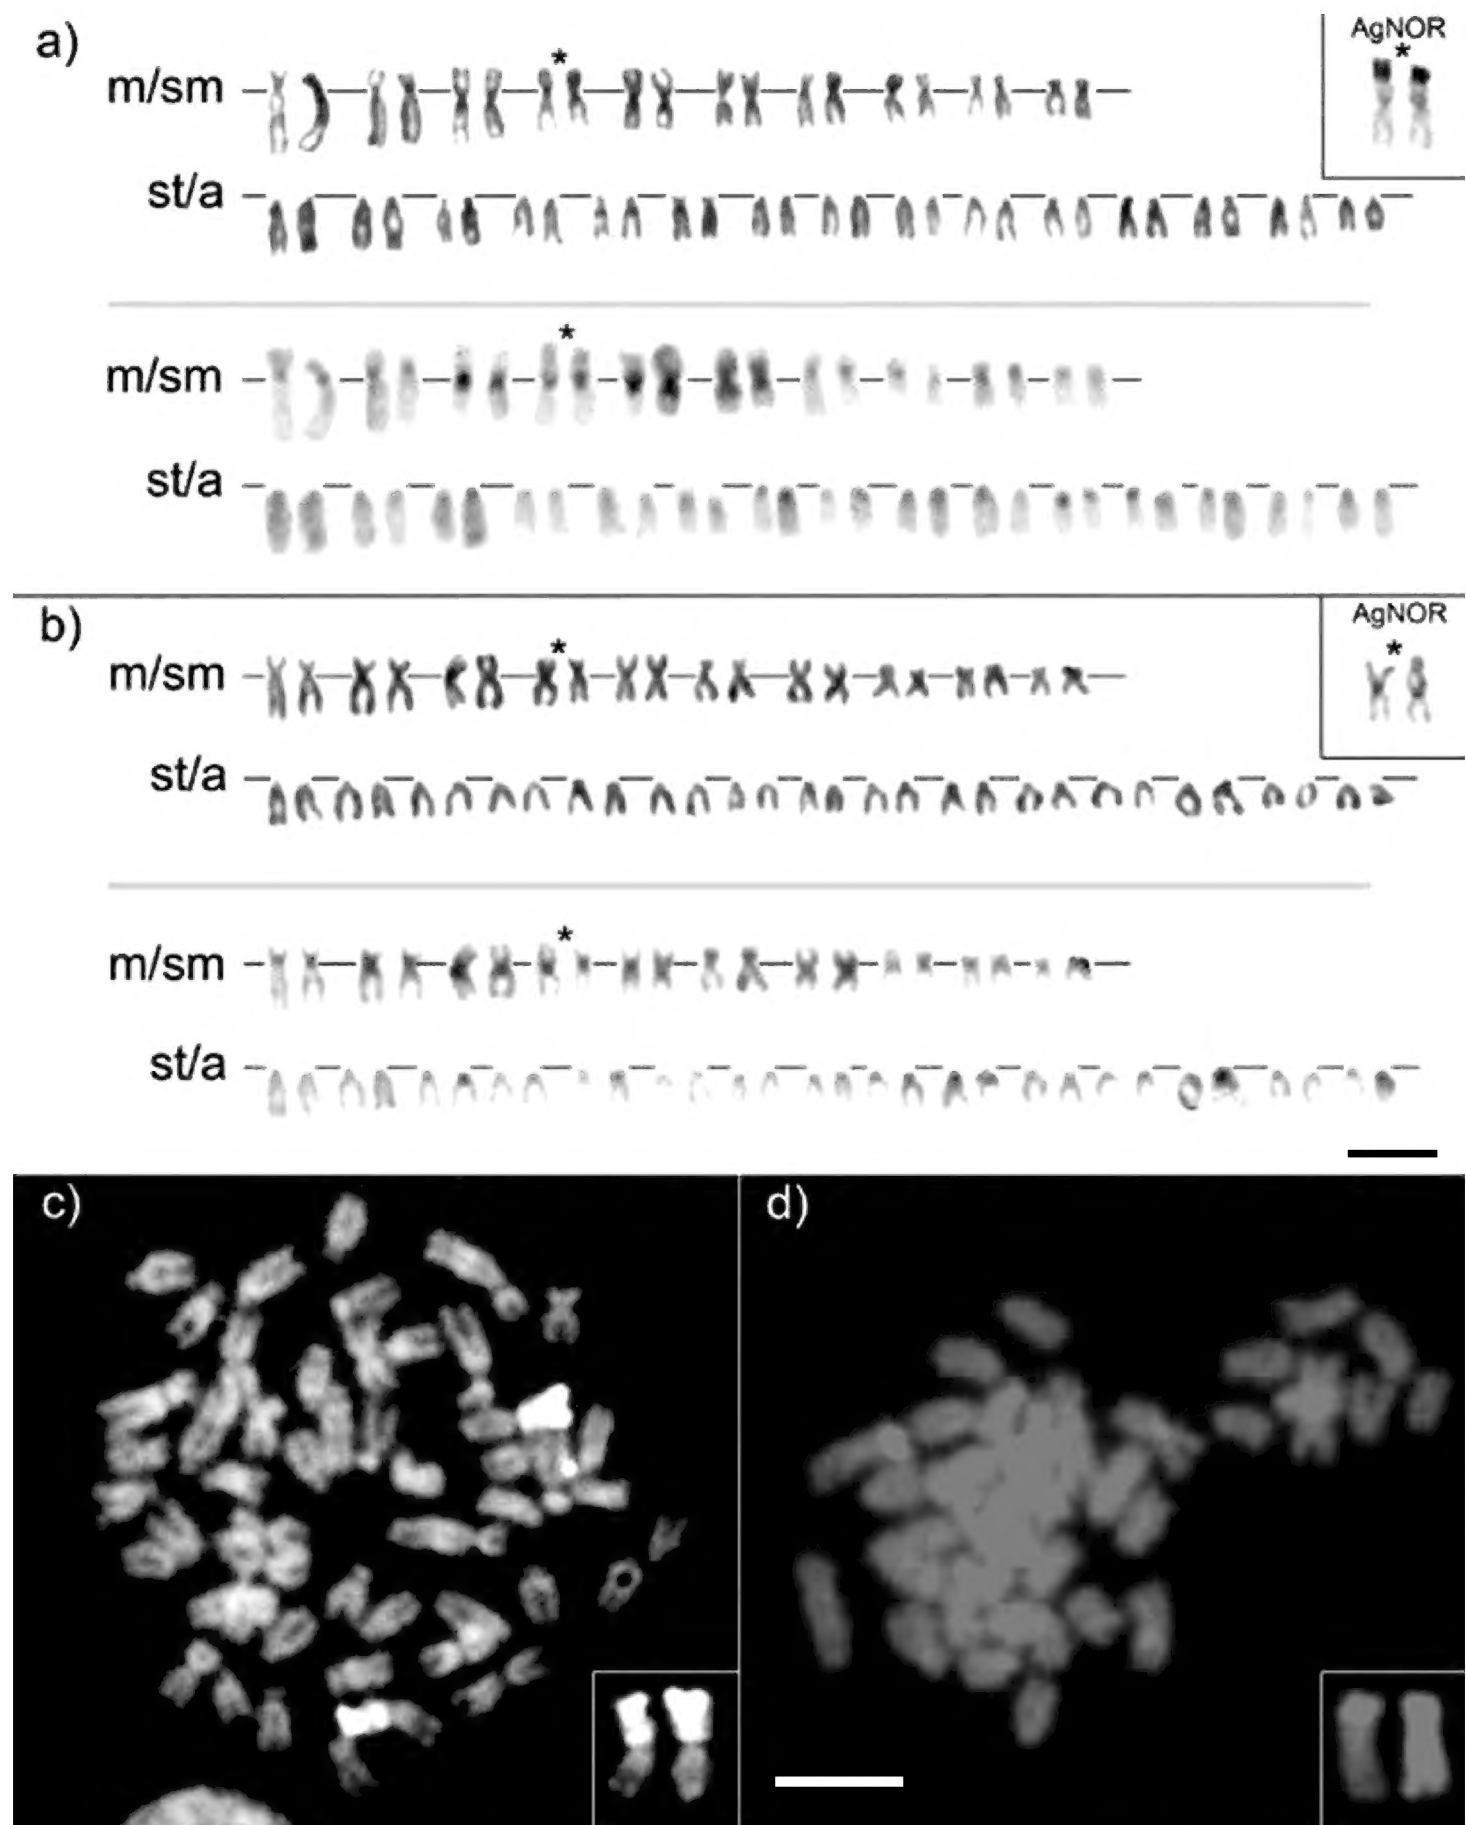 a)
AgNOR
*
*
m/sm
st/a
*
m/sm
st/a
b)
AgNOR
*
*
m/sm
st/a
*
m/sm
st/a
c)
d)